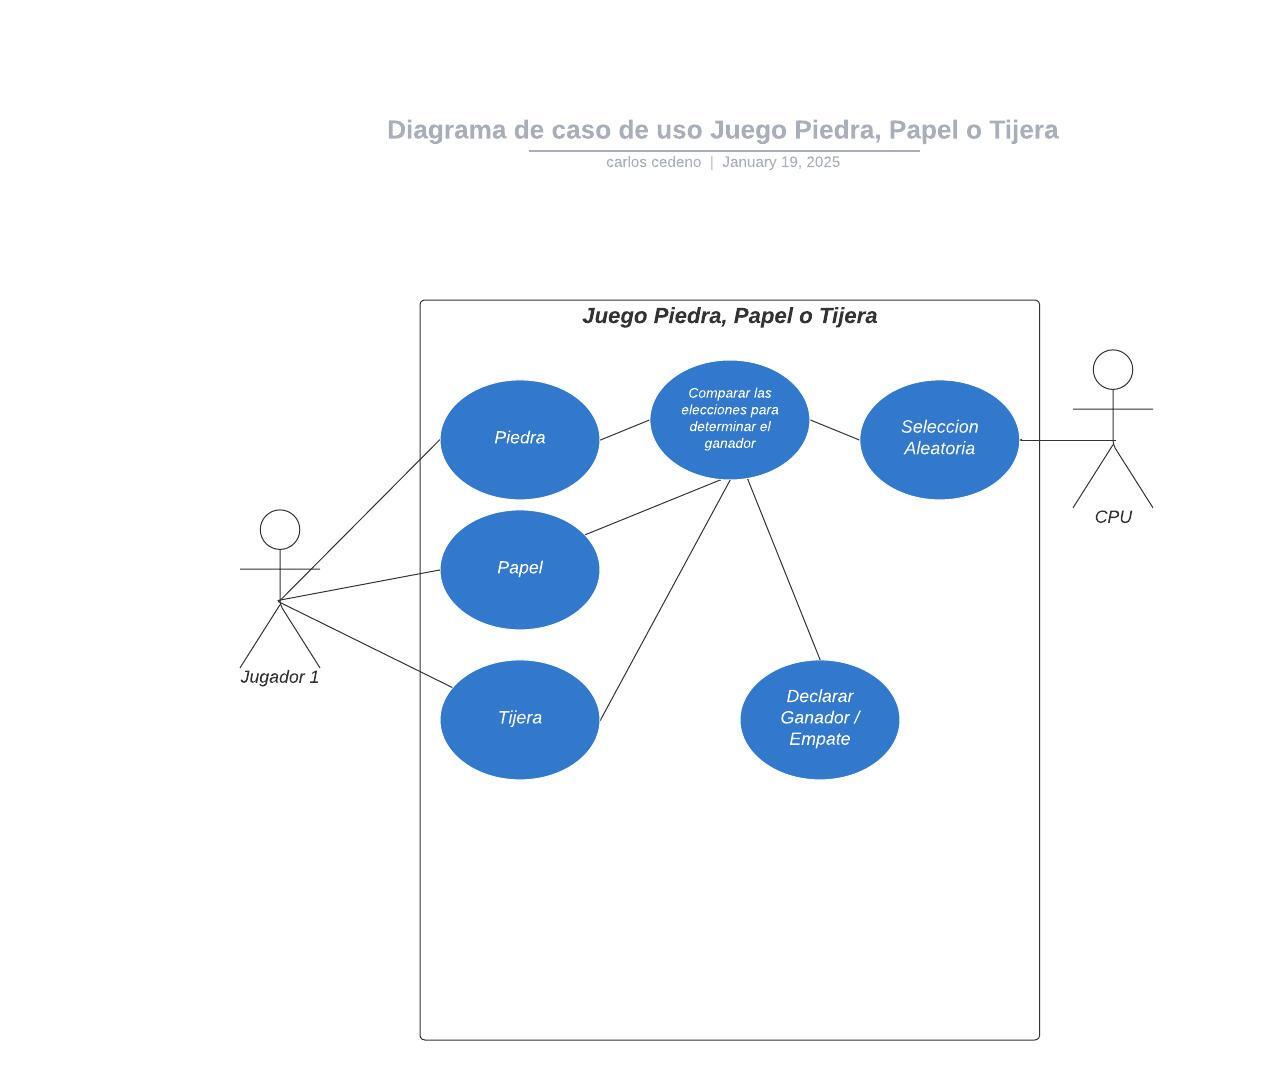 Diagrama de caso de uso Juego Piedra, Papel o Tijera
carlos cedeno | January 19, 2025
Juego Piedra, Papel o Tijera
Comparar las
elecciones para
determinar el
ganador
Piedra
Seleccion
Aleatoria
CPU
Papel
Jugador 1
Tijera
Declarar
Ganador /
Empate